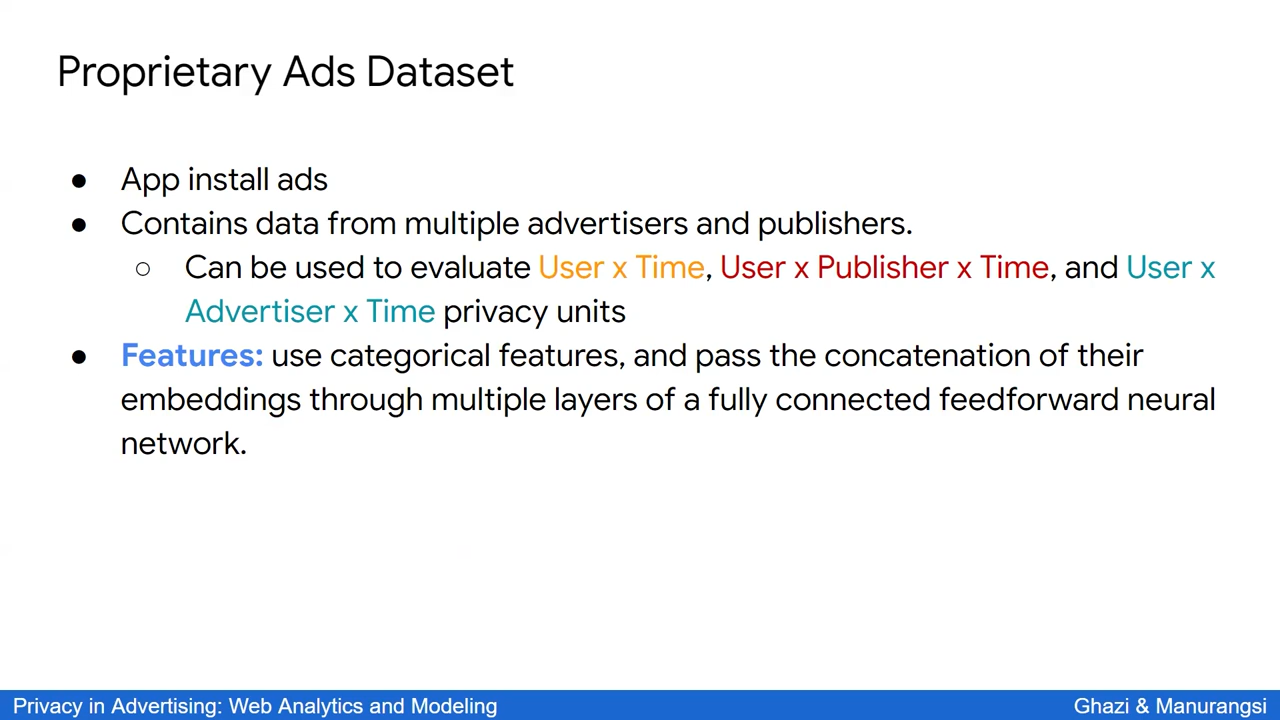 Proprietary Ads Dataset
● App install ads
● Contains data from multiple advertisers and publishers.
○ Can be used to evaluate User x Time, User x Publisher x Time, and User x
Advertiser x Time privacy units
● Features: use categorical features, and pass the concatenation of their
embeddings through multiple layers of a fully connected feedforward neural
network.
Privacy in Advertising: Web Analytics and Modeling
Ghazi & Manurangsi